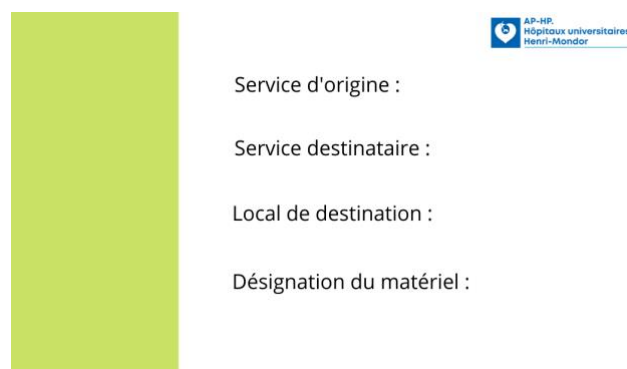 AP-HP.
Hôpitaux universitaires
Henri-Mondor
Service d'origine :
Service destinataire :
Local de destination :
Désignation du matériel :